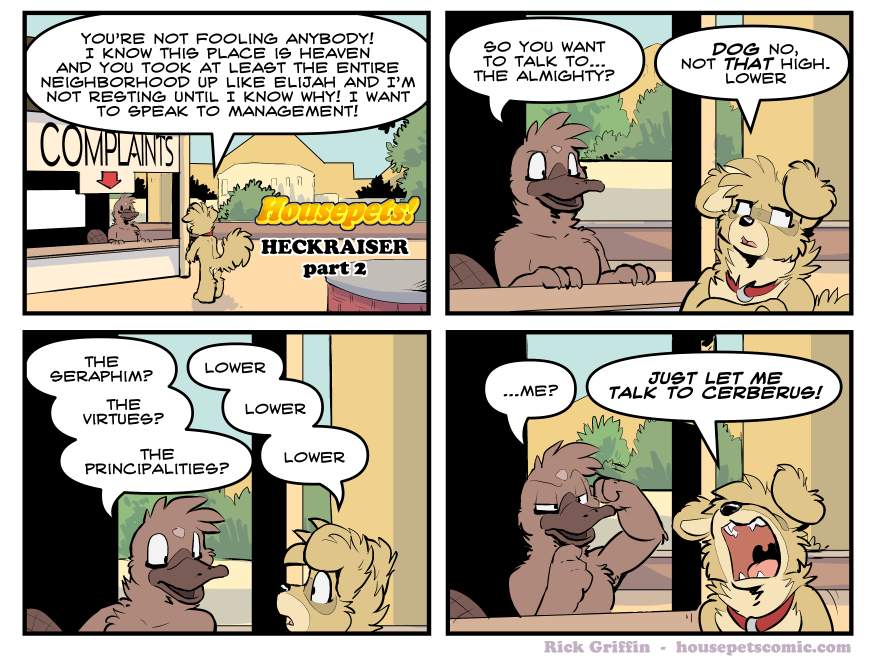 YOU'RE NOT FOOLING ANYBODY!
I KNOW THIS PLACE IS HEAVEN
AND YOU TOOK AT LEAST THE ENTIRE
NEIGHBORHOOD UP LIKE ELIJAH AND I'M
NOT RESTING UNTIL I KNOW WHY! I WANT
TO SPEAK TO MANAGEMENT!
COMPLAINTS
Housepets!
HECKRAISER
part 2
SO YOU WANT
TO TALK TO...
THE ALMIGHTY?
DOG NO,
NOT THAT HIGH.
LOWER
THE
SERAPHIM?
LOWER
THE
VIRTUES?
LOWER
THE
PRINCIPALITIES?
LOWER
...ME?
JUST LET ME
TALK TO CERBERUS!
Rick Griffin - housepetscomic.com